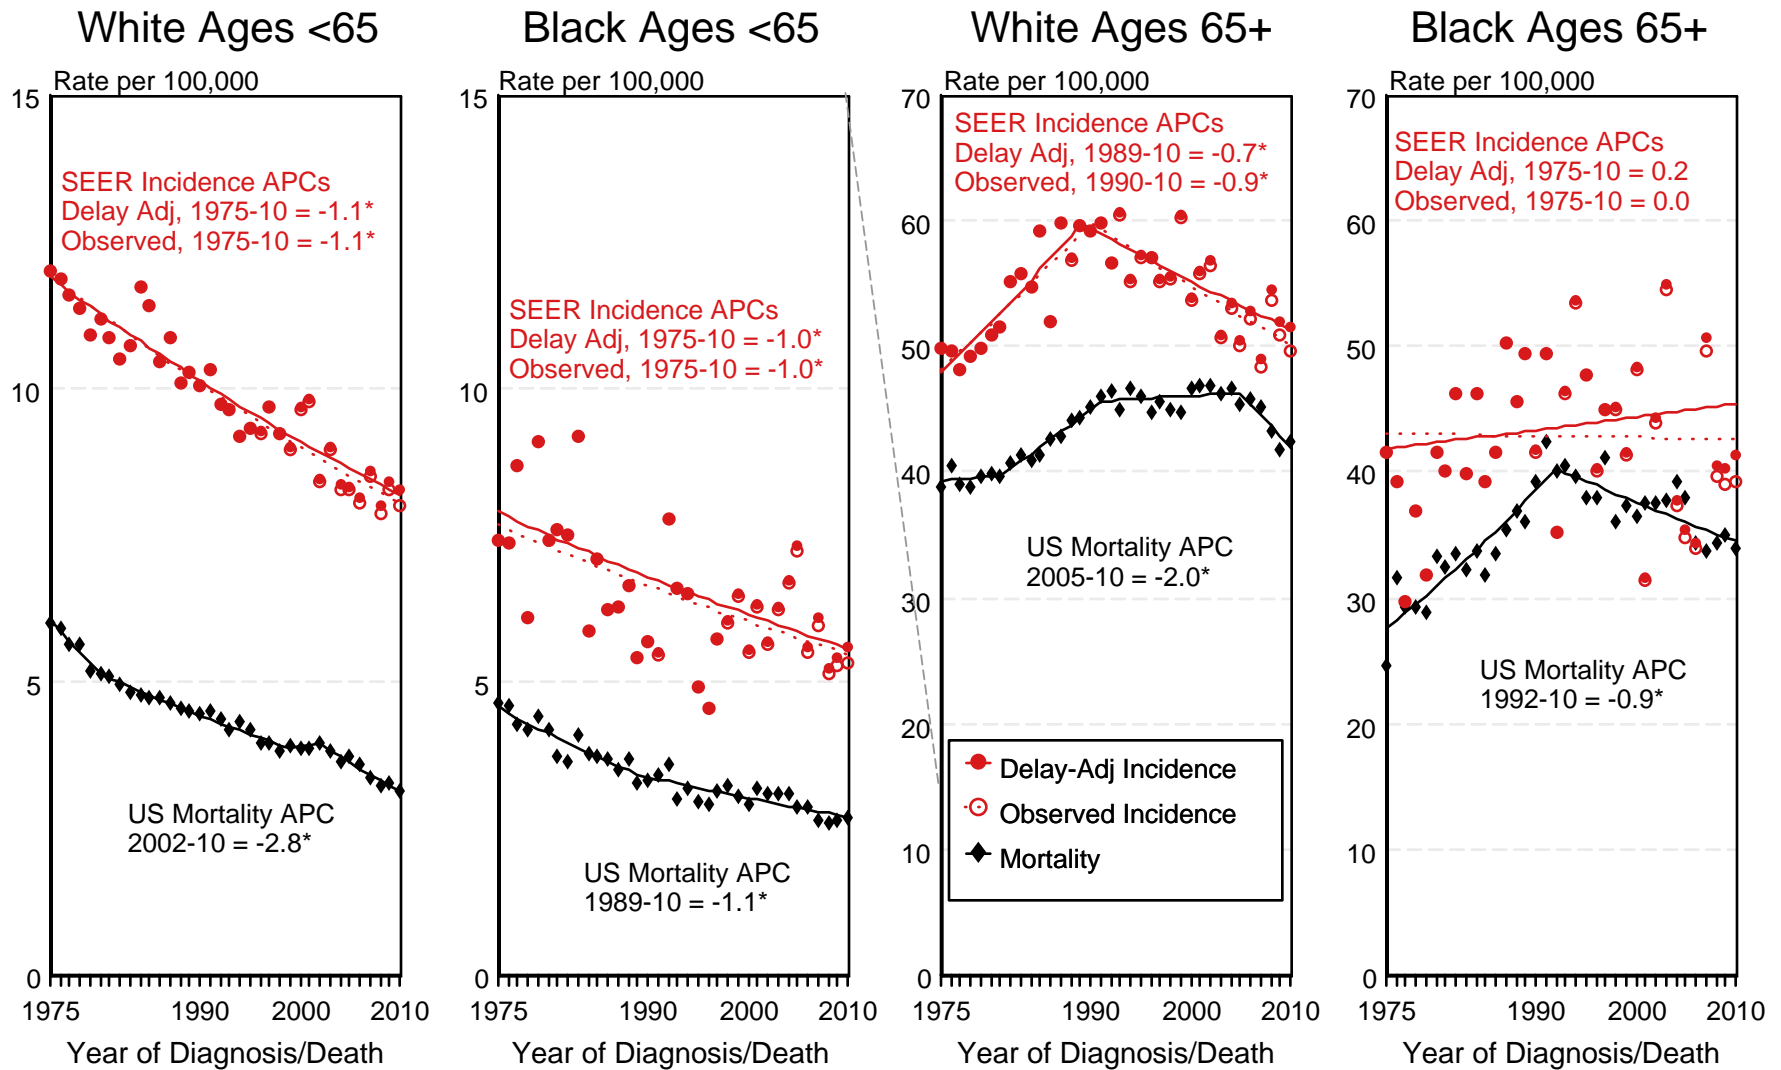 White Ages <65
Rate per 100,000
15
10
5
0
SEER Incidence APCs
Delay Adj, 1975-10 = -1.1*
Observed, 1975-10 = -1.1*
US Mortality APC
2002-10 = -2.8*
1975
1990
2000
2010
Year of Diagnosis/Death
Black Ages <65
Rate per 100,000
15
10
5
0
SEER Incidence APCs
Delay Adj, 1975-10 = -1.0*
Observed, 1975-10 = -1.0*
US Mortality APC
1989-10 = -1.1*
1975
1990
2000
2010
Year of Diagnosis/Death
White Ages 65+
Rate per 100,000
70
60
50
40
30
20
10
0
SEER Incidence APCs
Delay Adj, 1989-10 = -0.7*
Observed, 1990-10 = -0.9*
US Mortality APC
2005-10 = -2.0*
Delay-Adj Incidence
Observed Incidence
Mortality
1975
1990
2000
2010
Year of Diagnosis/Death
Black Ages 65+
Rate per 100,000
70
60
50
40
30
20
10
0
SEER Incidence APCs
Delay Adj, 1975-10 = 0.2
Observed, 1975-10 = 0.0
US Mortality APC
1992-10 = -0.9*
1975
1990
2000
2010
Year of Diagnosis/Death